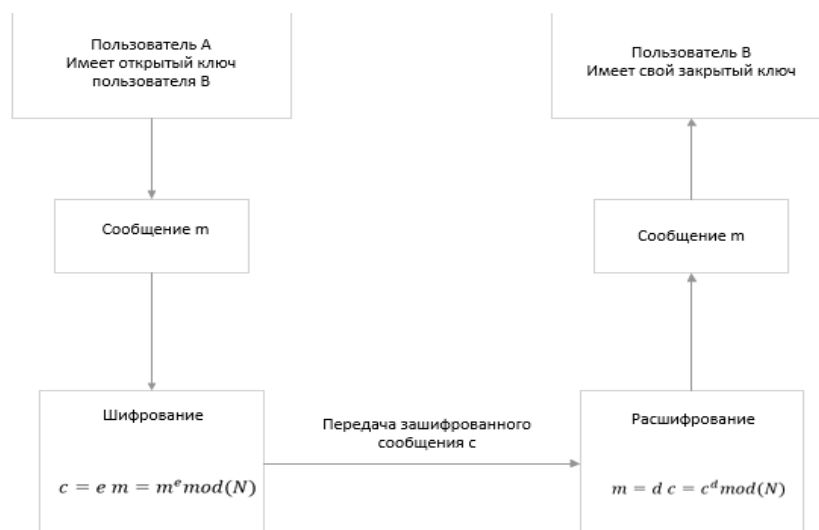 Пользователь А
Имеет открытый ключ
пользователя В
Пользователь В
Имеет свой закрытый ключ
Сообщение m
Сообщение m
Шифрование
c = e m = m^e mod(N)
Передача зашифрованного
сообщения с
Расшифрование
m = d c = c^d mod(N)